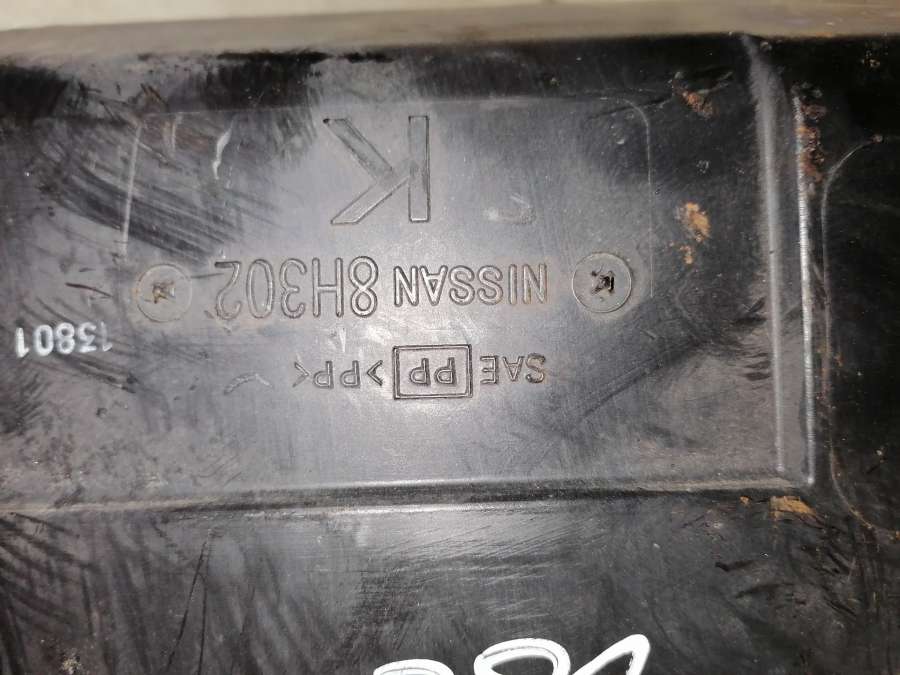 SAE PP >PP<
13801
NISSAN 8H302
K